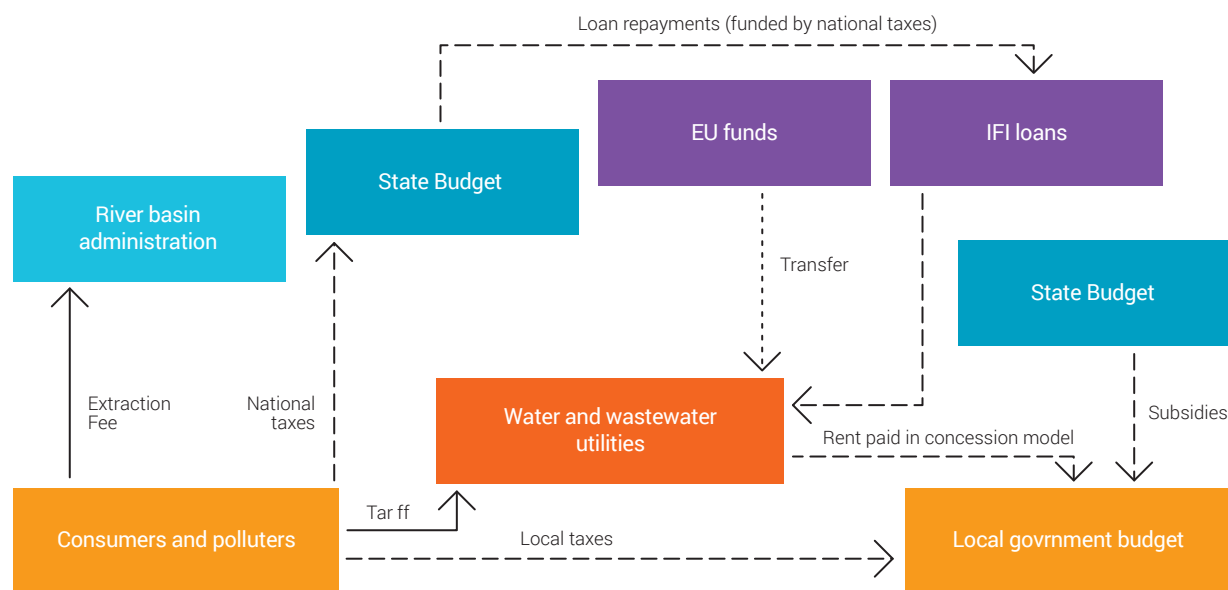 Loan repayments (funded by national taxes)
EU funds
IFI loans
State Budget
River basin
administration
Transfer
State Budget
Extraction
Fee
National
taxes
Water and wastewater
utilities
Subsidies
Rent paid in concession model
Tar ff
Consumers and polluters
Local taxes
Local govrnment budget